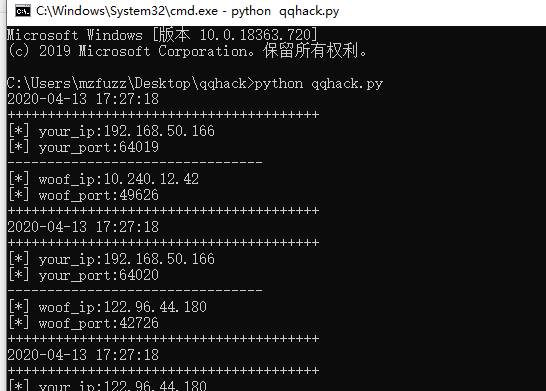 C:\Windows\System32\cmd.exe - python qqhack.py
Microsoft Windows [版本 10.0.18363.720]
(c) 2019 Microsoft Corporation。保留所有权利。
C:\Users\mzfuzz\Desktop\qqhack>python qqhack.py
2020-04-13 17:27:18
+++++++++++++++++++++++++++++++++++++++
[*] your_ip:192.168.50.166
[*] your_port:64019
--------------------------------
[*] woof_ip:10.240.12.42
[*] woof_port:49626
+++++++++++++++++++++++++++++++++++++++
2020-04-13 17:27:18
+++++++++++++++++++++++++++++++++++++++
[*] your_ip:192.168.50.166
[*] your_port:64020
--------------------------------
[*] woof_ip:122.96.44.180
[*] woof_port:42726
+++++++++++++++++++++++++++++++++++++++
2020-04-13 17:27:18
+++++++++++++++++++++++++++++++++++++++
[*] your_ip:122.96.44.180